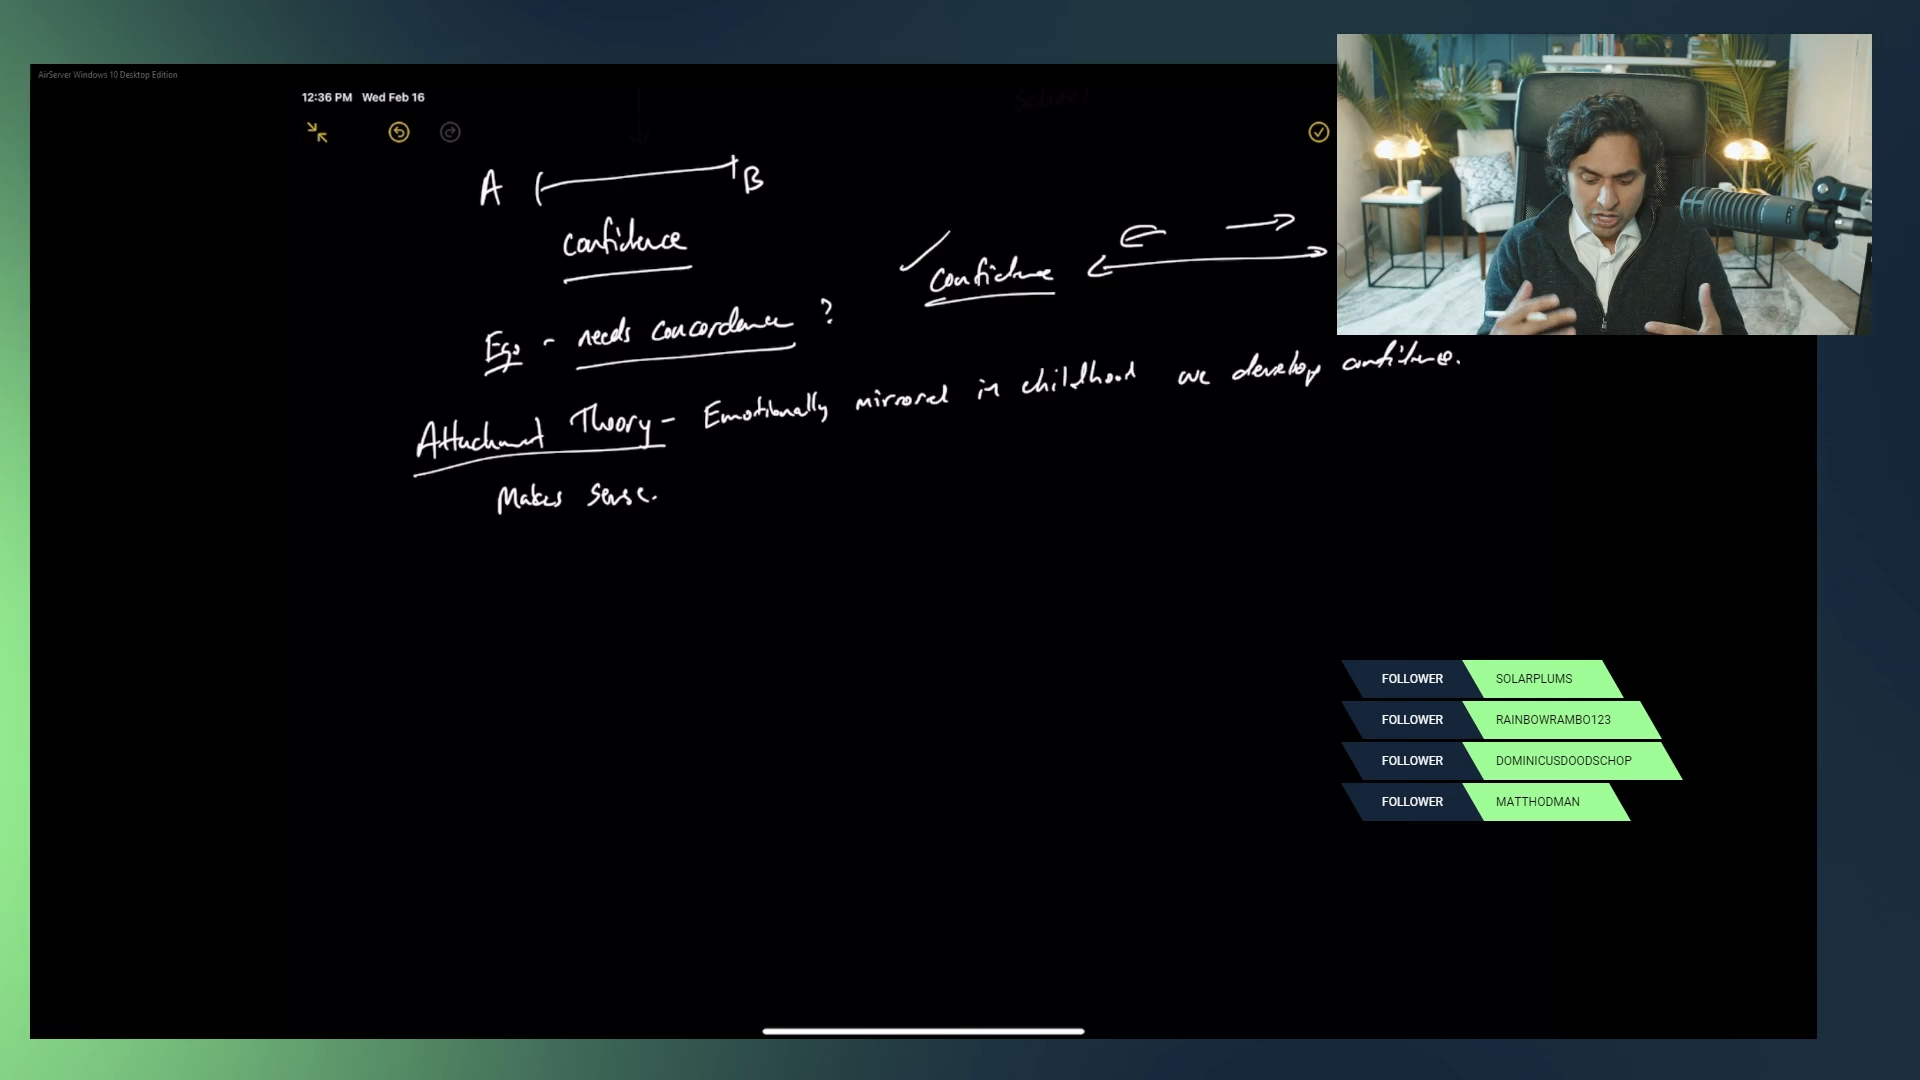 AirServer Windows 10 Desktop Edition
12:36 PM Wed Feb 16
School
A B
confidence
confidence
Ego - needs concordance ?
Attachment Theory - Emotionally mirrored in childhood we develop confidence.
Makes sense.
FOLLOWER SOLARPLUMS
FOLLOWER RAINBOWRAMBO123
FOLLOWER DOMINICUSDOODSCHOP
FOLLOWER MATTHODMAN